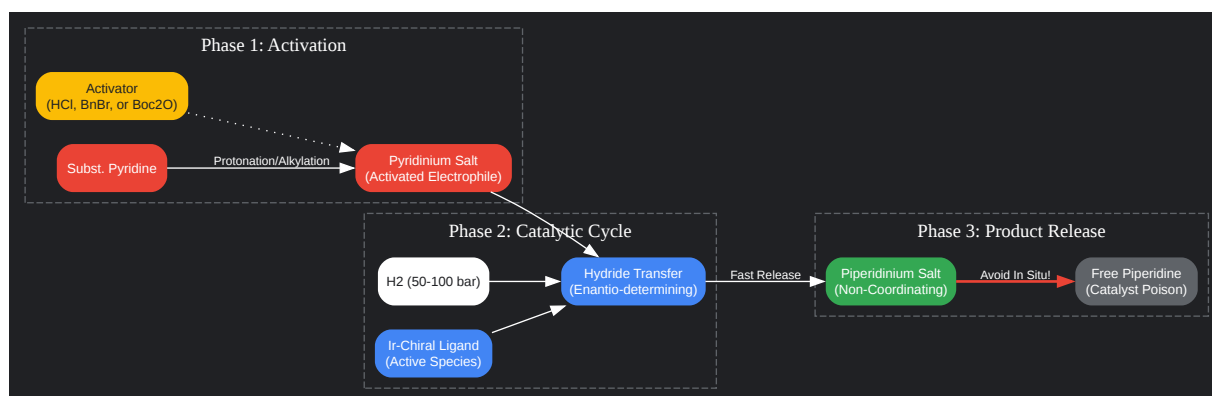 Phase 1: Activation
Activator
(HCl, BnBr, or Boc2O)
Subst. Pyridine
Protonation/Alkylation
Pyridinium Salt
(Activated Electrophile)
Phase 2: Catalytic Cycle
H2 (50-100 bar)
Hydride Transfer
(Enantio-determining)
Ir-Chiral Ligand
(Active Species)
Fast Release
Phase 3: Product Release
Piperidinium Salt
(Non-Coordinating)
Avoid In Situ!
Free Piperidine
(Catalyst Poison)